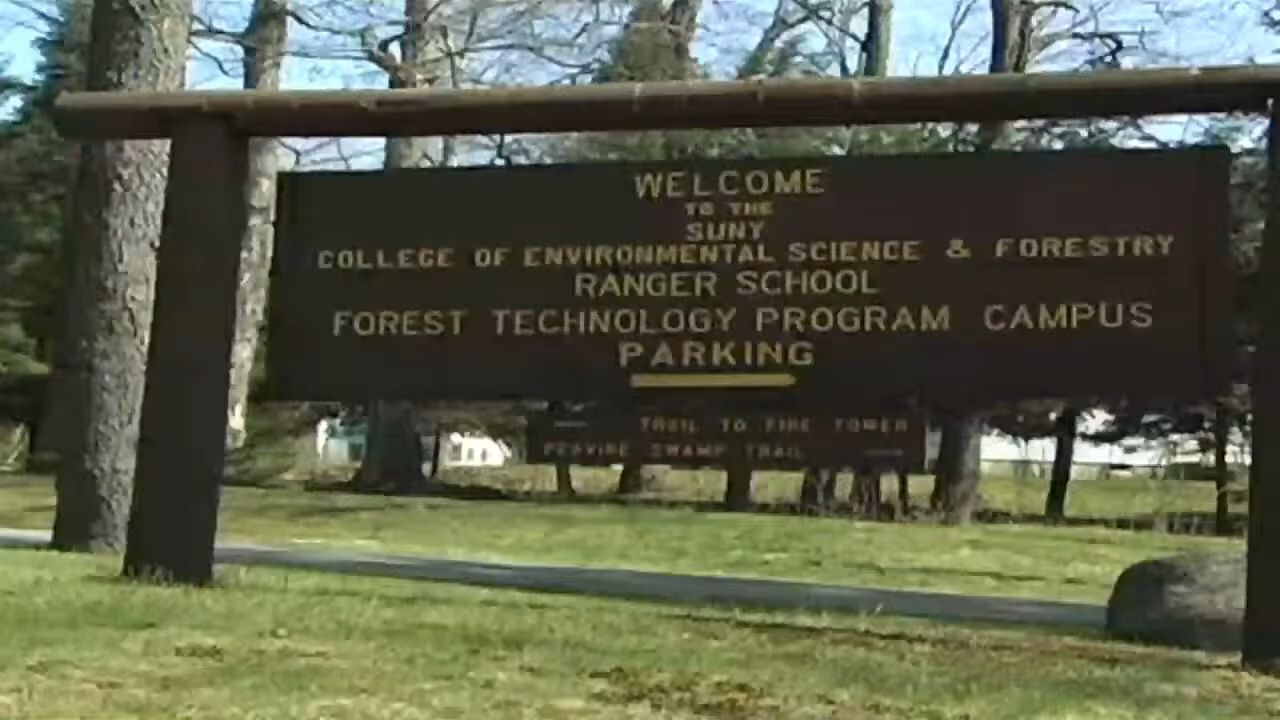 WELCOME
TO THE
SUNY
COLLEGE OF ENVIRONMENTAL SCIENCE & FORESTRY
RANGER SCHOOL
FOREST TECHNOLOGY PROGRAM CAMPUS
PARKING
TRAIL TO FIRE TOWER
PEAVINE SWAMP TRAIL